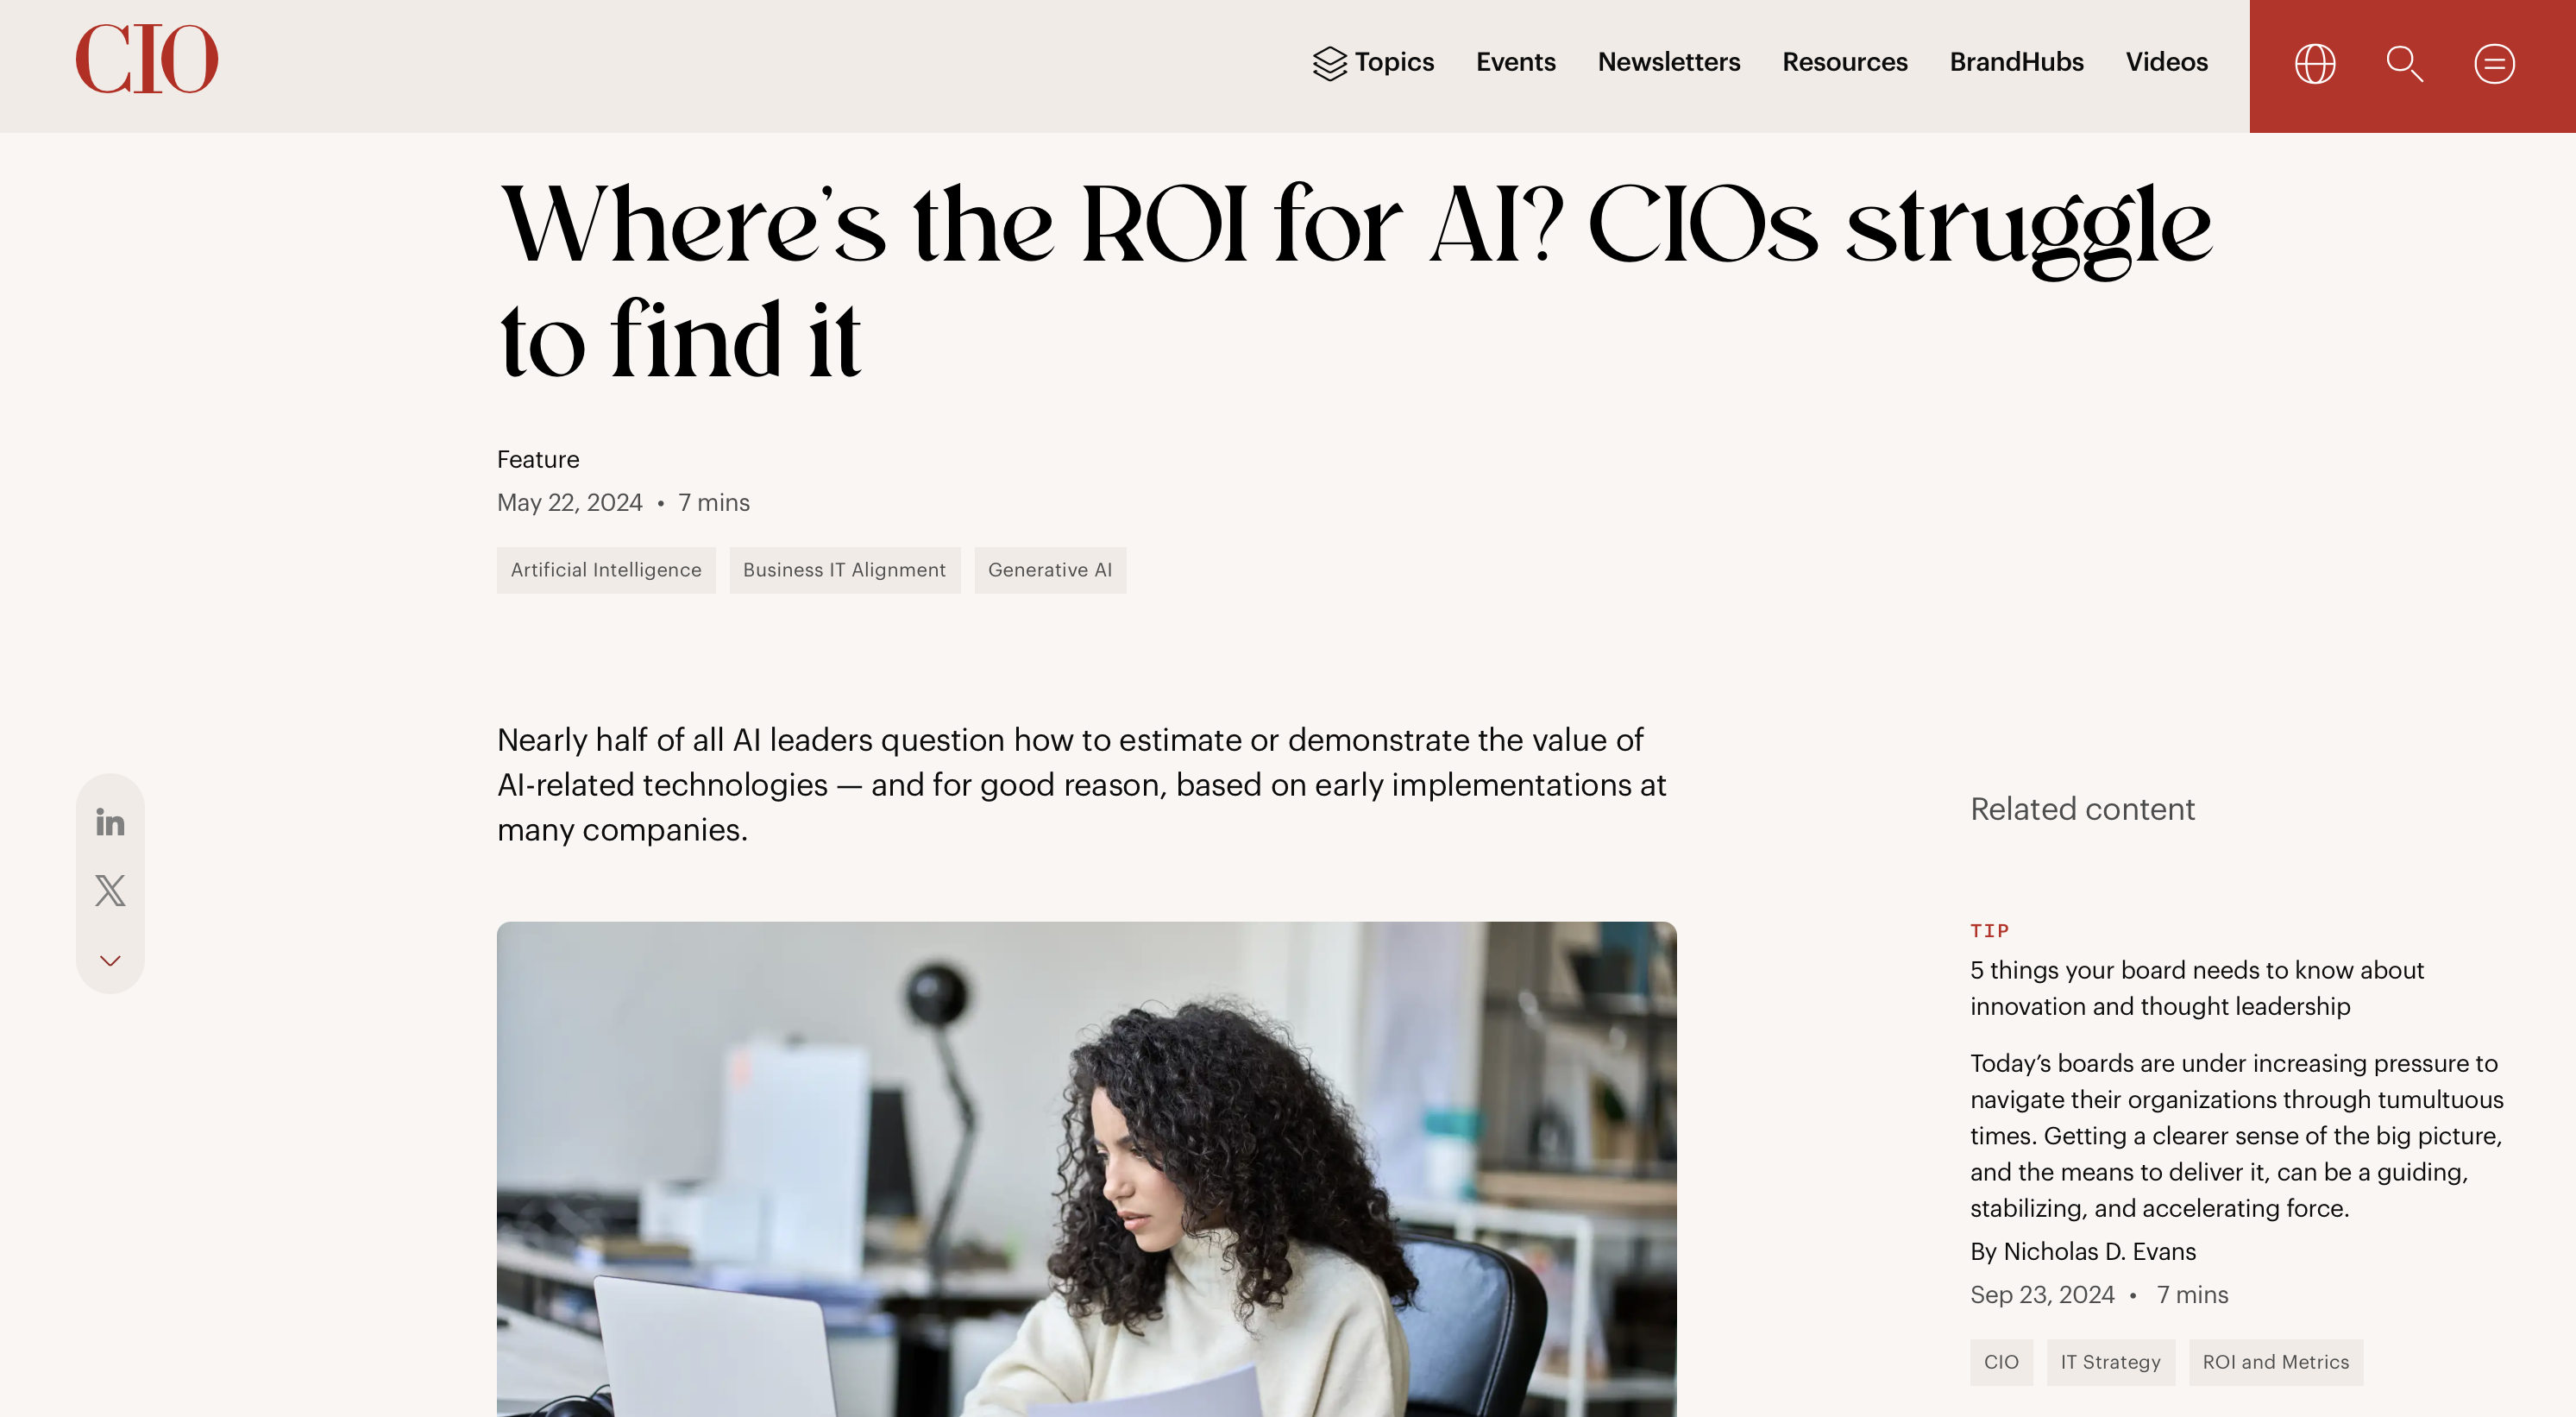 CIO
Topics Events Newsletters Resources BrandHubs Videos
Where’s the ROI for AI? CIOs struggle
to find it
Feature
May 22, 2024 • 7 mins
Artificial Intelligence Business IT Alignment Generative AI
Nearly half of all AI leaders question how to estimate or demonstrate the value of
AI-related technologies — and for good reason, based on early implementations at
many companies.
in
X
Related content
TIP
5 things your board needs to know about
innovation and thought leadership
Today’s boards are under increasing pressure to
navigate their organizations through tumultuous
times. Getting a clearer sense of the big picture,
and the means to deliver it, can be a guiding,
stabilizing, and accelerating force.
By Nicholas D. Evans
Sep 23, 2024 • 7 mins
CIO IT Strategy ROI and Metrics